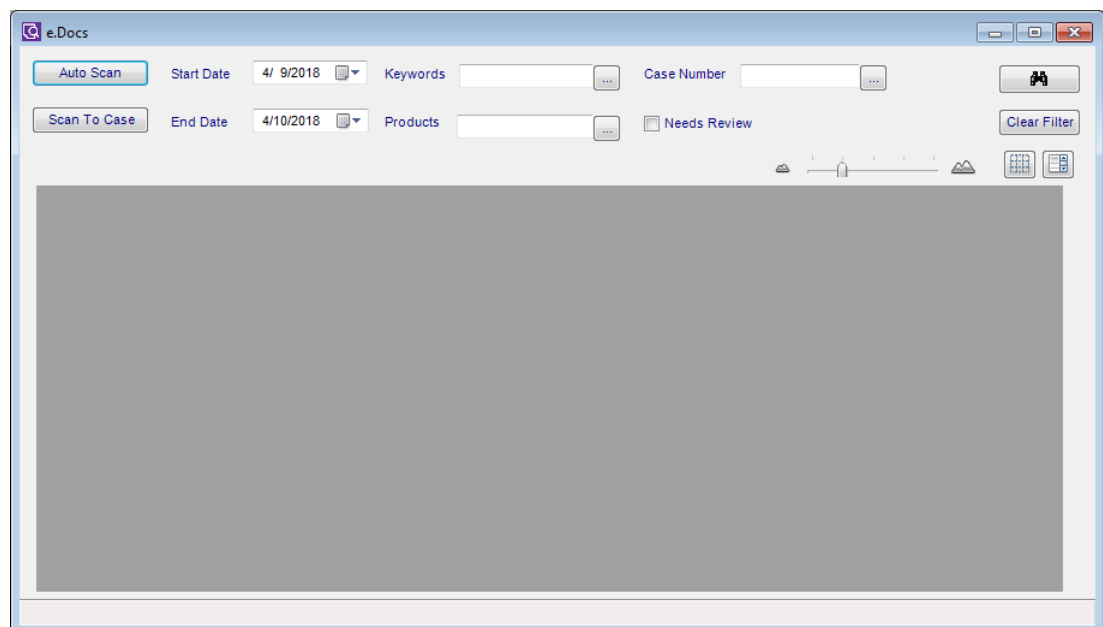 e.Docs
Auto Scan Start Date 4/ 9/2018 Keywords ... Case Number ...
Scan To Case End Date 4/10/2018 Products ... Needs Review Clear Filter